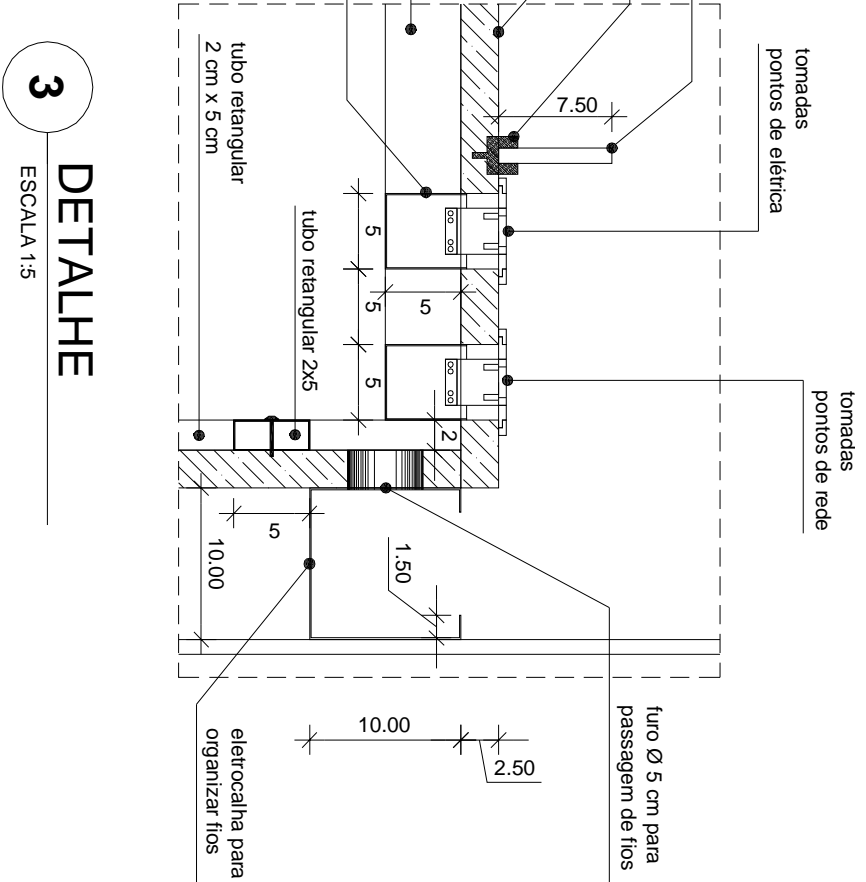 tomadas
pontos de elétrica
tomadas
pontos de rede
7.50
tubo retangular
2 cm x 5 cm
5
5
5
5
tubo retangular 2x5
2
5
10.00
1.50
10.00
2.50
furo Ø 5 cm para
passagem de fios
eletrocalha para
organizar fios
3
DETALHE
ESCALA 1:5